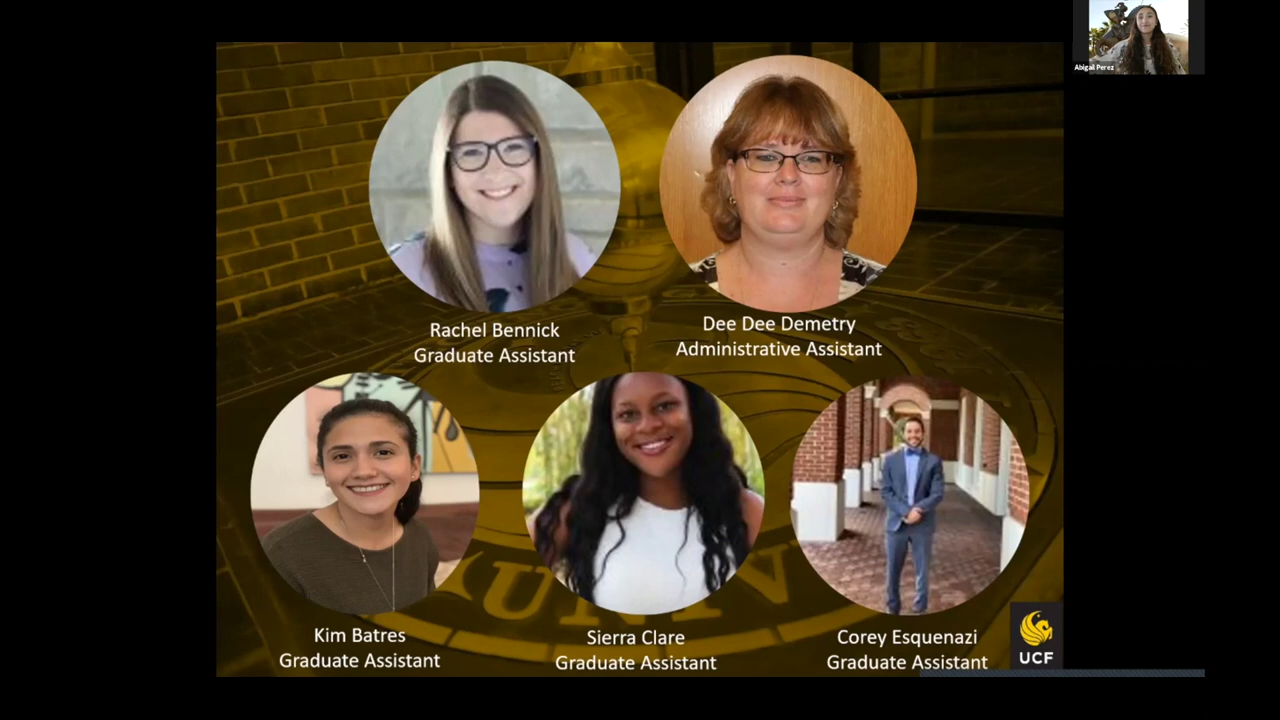 Abigail Perez
Rachel Bennick
Graduate Assistant
Dee Dee Demetry
Administrative Assistant
UNIV
Kim Batres
Graduate Assistant
Sierra Clare
Graduate Assistant
Corey Esquenazi
Graduate Assistant
UCF